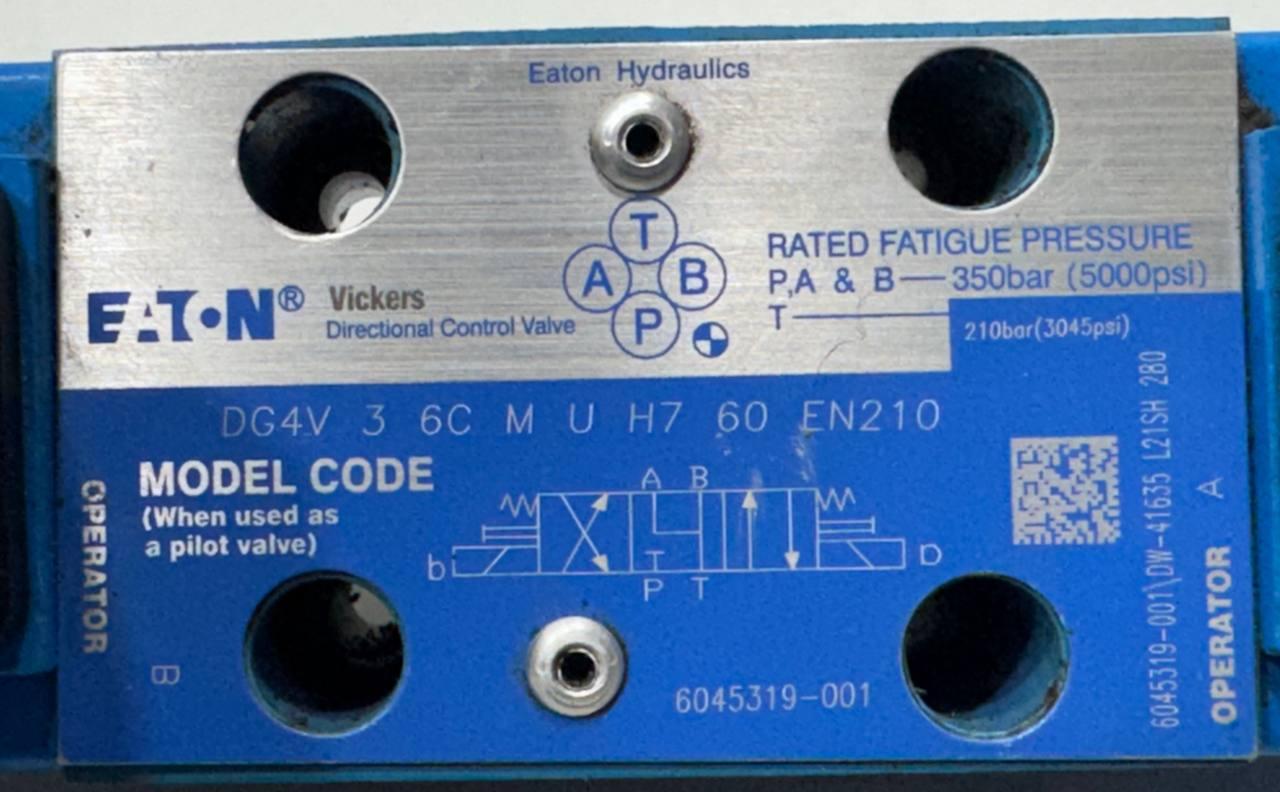 Eaton Hydraulics
T
A B
P
RATED FATIGUE PRESSURE
P,A & B — 350bar (5000psi)
T — 210bar(3045psi)
EATON® Vickers
Directional Control Valve
DG4V 3 6C M U H7 60 EN210
MODEL CODE
(When used as
a pilot valve)
A B
b
T
P T
D
OPERATOR
B
6045319-001
6045319-001\DW-41635 L21SH 280
OPERATOR
A